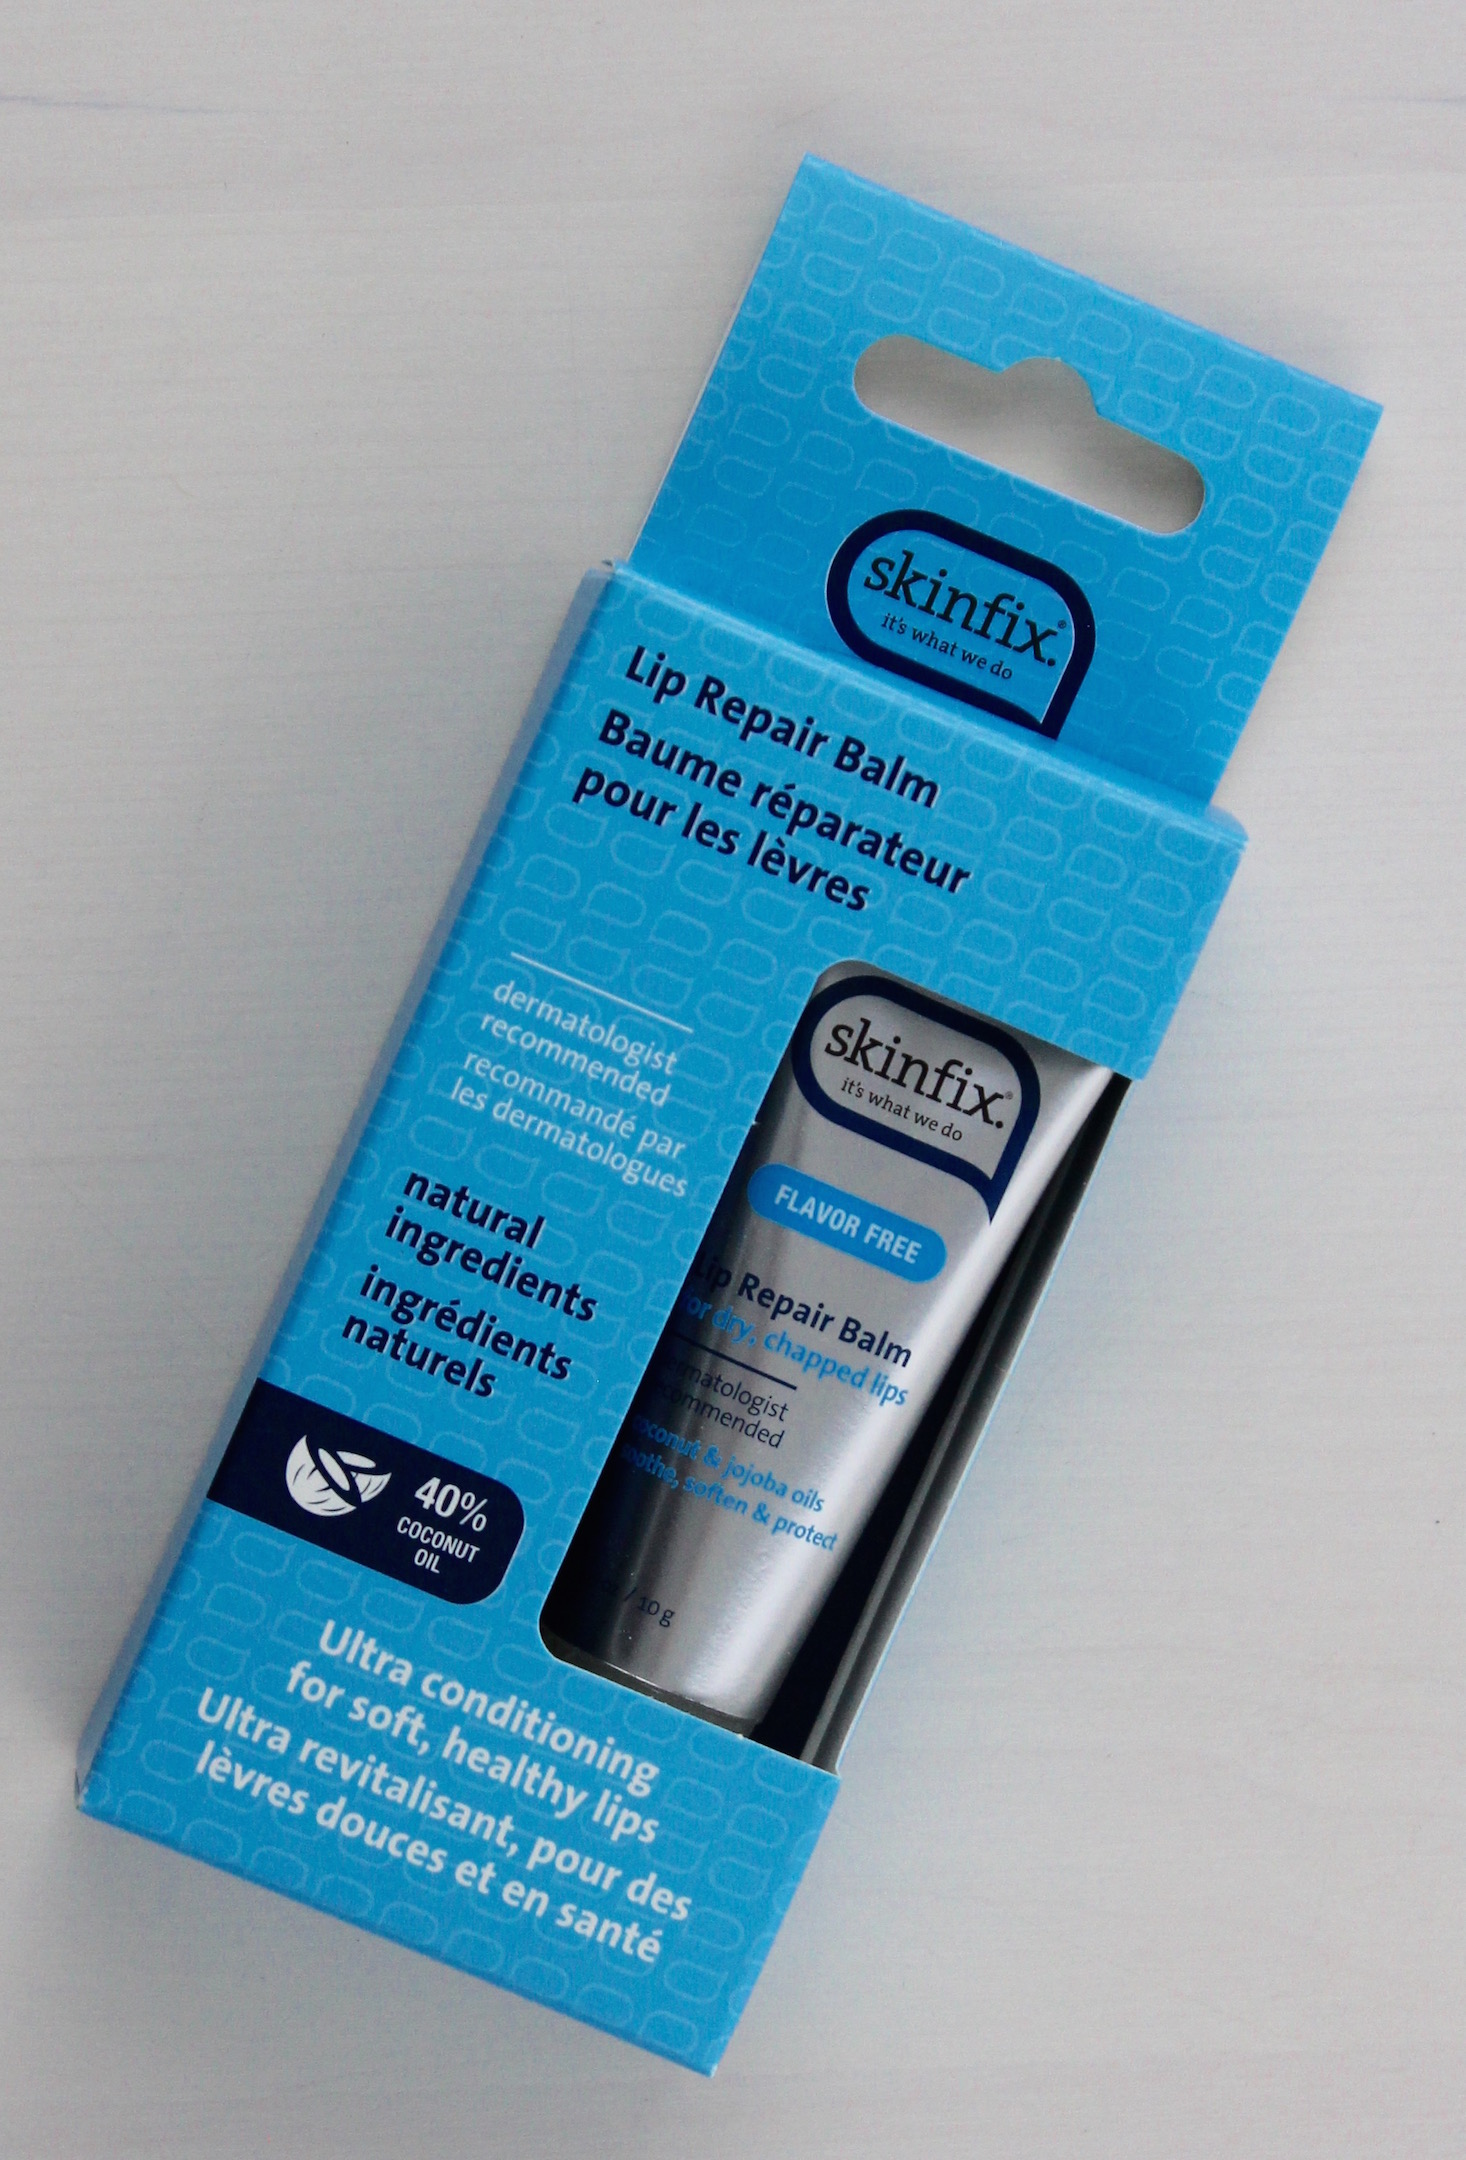 skinfix.®
it's what we do
Lip Repair Balm
Baume réparateur
pour les lèvres
dermatologist
recommended
recommandé par
les dermatologues
natural
ingredients
ingrédients
naturels
40%
COCONUT
OIL
Ultra conditioning
for soft, healthy lips
Ultra revitalisant, pour des
lèvres douces et en santé
skinfix.®
it's what we do
FLAVOR FREE
Lip Repair Balm
for dry, chapped lips
dermatologist
recommended
coconut & jojoba oils
soothe, soften & protect
oz / 10 g